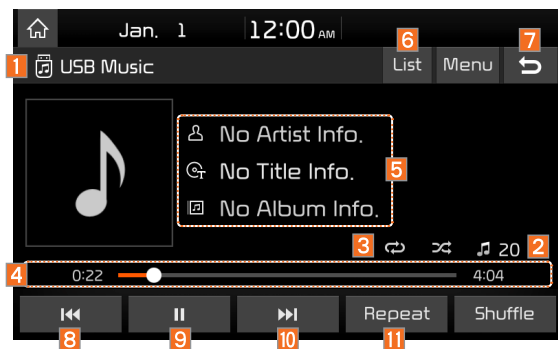 Jan. 1 12:00 AM
6 7
1 USB Music List Menu
No Artist Info.
No Title Info. 5
No Album Info.
3 20 2
4 0:22 4:04
Repeat Shuffle
8 9 10 11